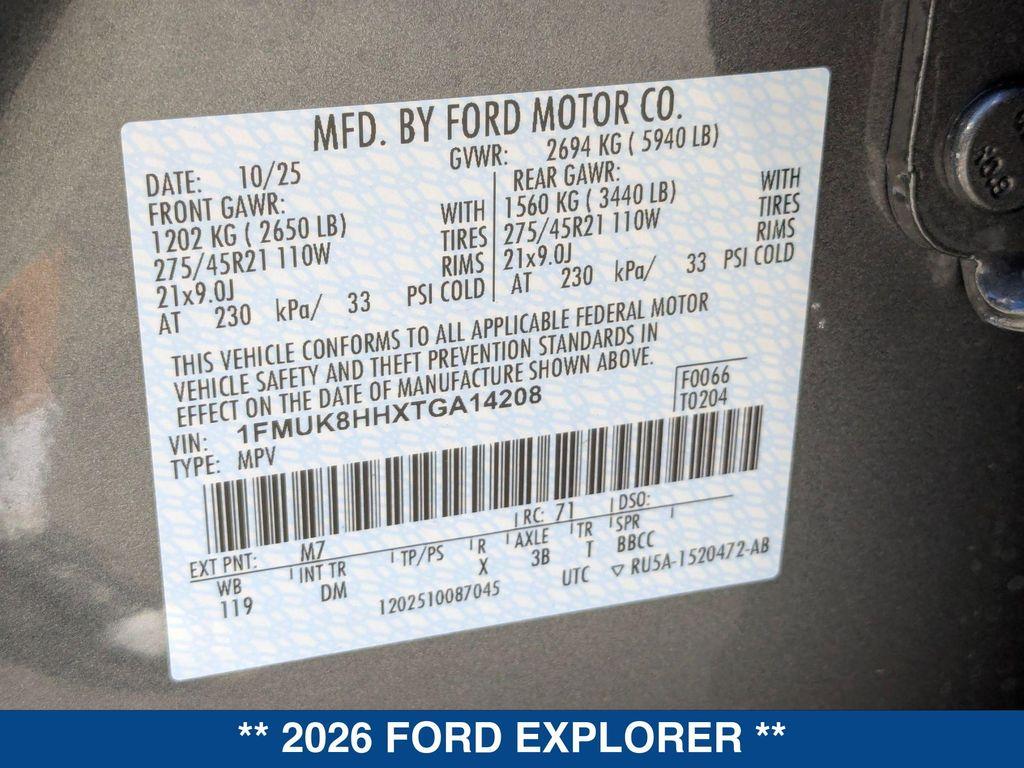 MFD. BY FORD MOTOR CO.
DATE: 10/25 GVWR: 2694 KG ( 5940 LB)
FRONT GAWR: REAR GAWR:
1202 KG ( 2650 LB) WITH 1560 KG ( 3440 LB) WITH
275/45R21 110W TIRES 275/45R21 110W TIRES
21x9.0J RIMS 21x9.0J RIMS
AT 230 kPa/ 33 PSI COLD AT 230 kPa/ 33 PSI COLD
THIS VEHICLE CONFORMS TO ALL APPLICABLE FEDERAL MOTOR
VEHICLE SAFETY AND THEFT PREVENTION STANDARDS IN
EFFECT ON THE DATE OF MANUFACTURE SHOWN ABOVE.
VIN: 1FMUK8HHXTGA14208 F0066
TYPE: MPV T0204
RC: 71 DSO:
EXT PNT: M7 TP/PS R AXLE TR SPR
WB INT TR X 3B T BBCC
119 DM
1202510087045 UTC ▽ RU5A-1520472-AB
** 2026 FORD EXPLORER **